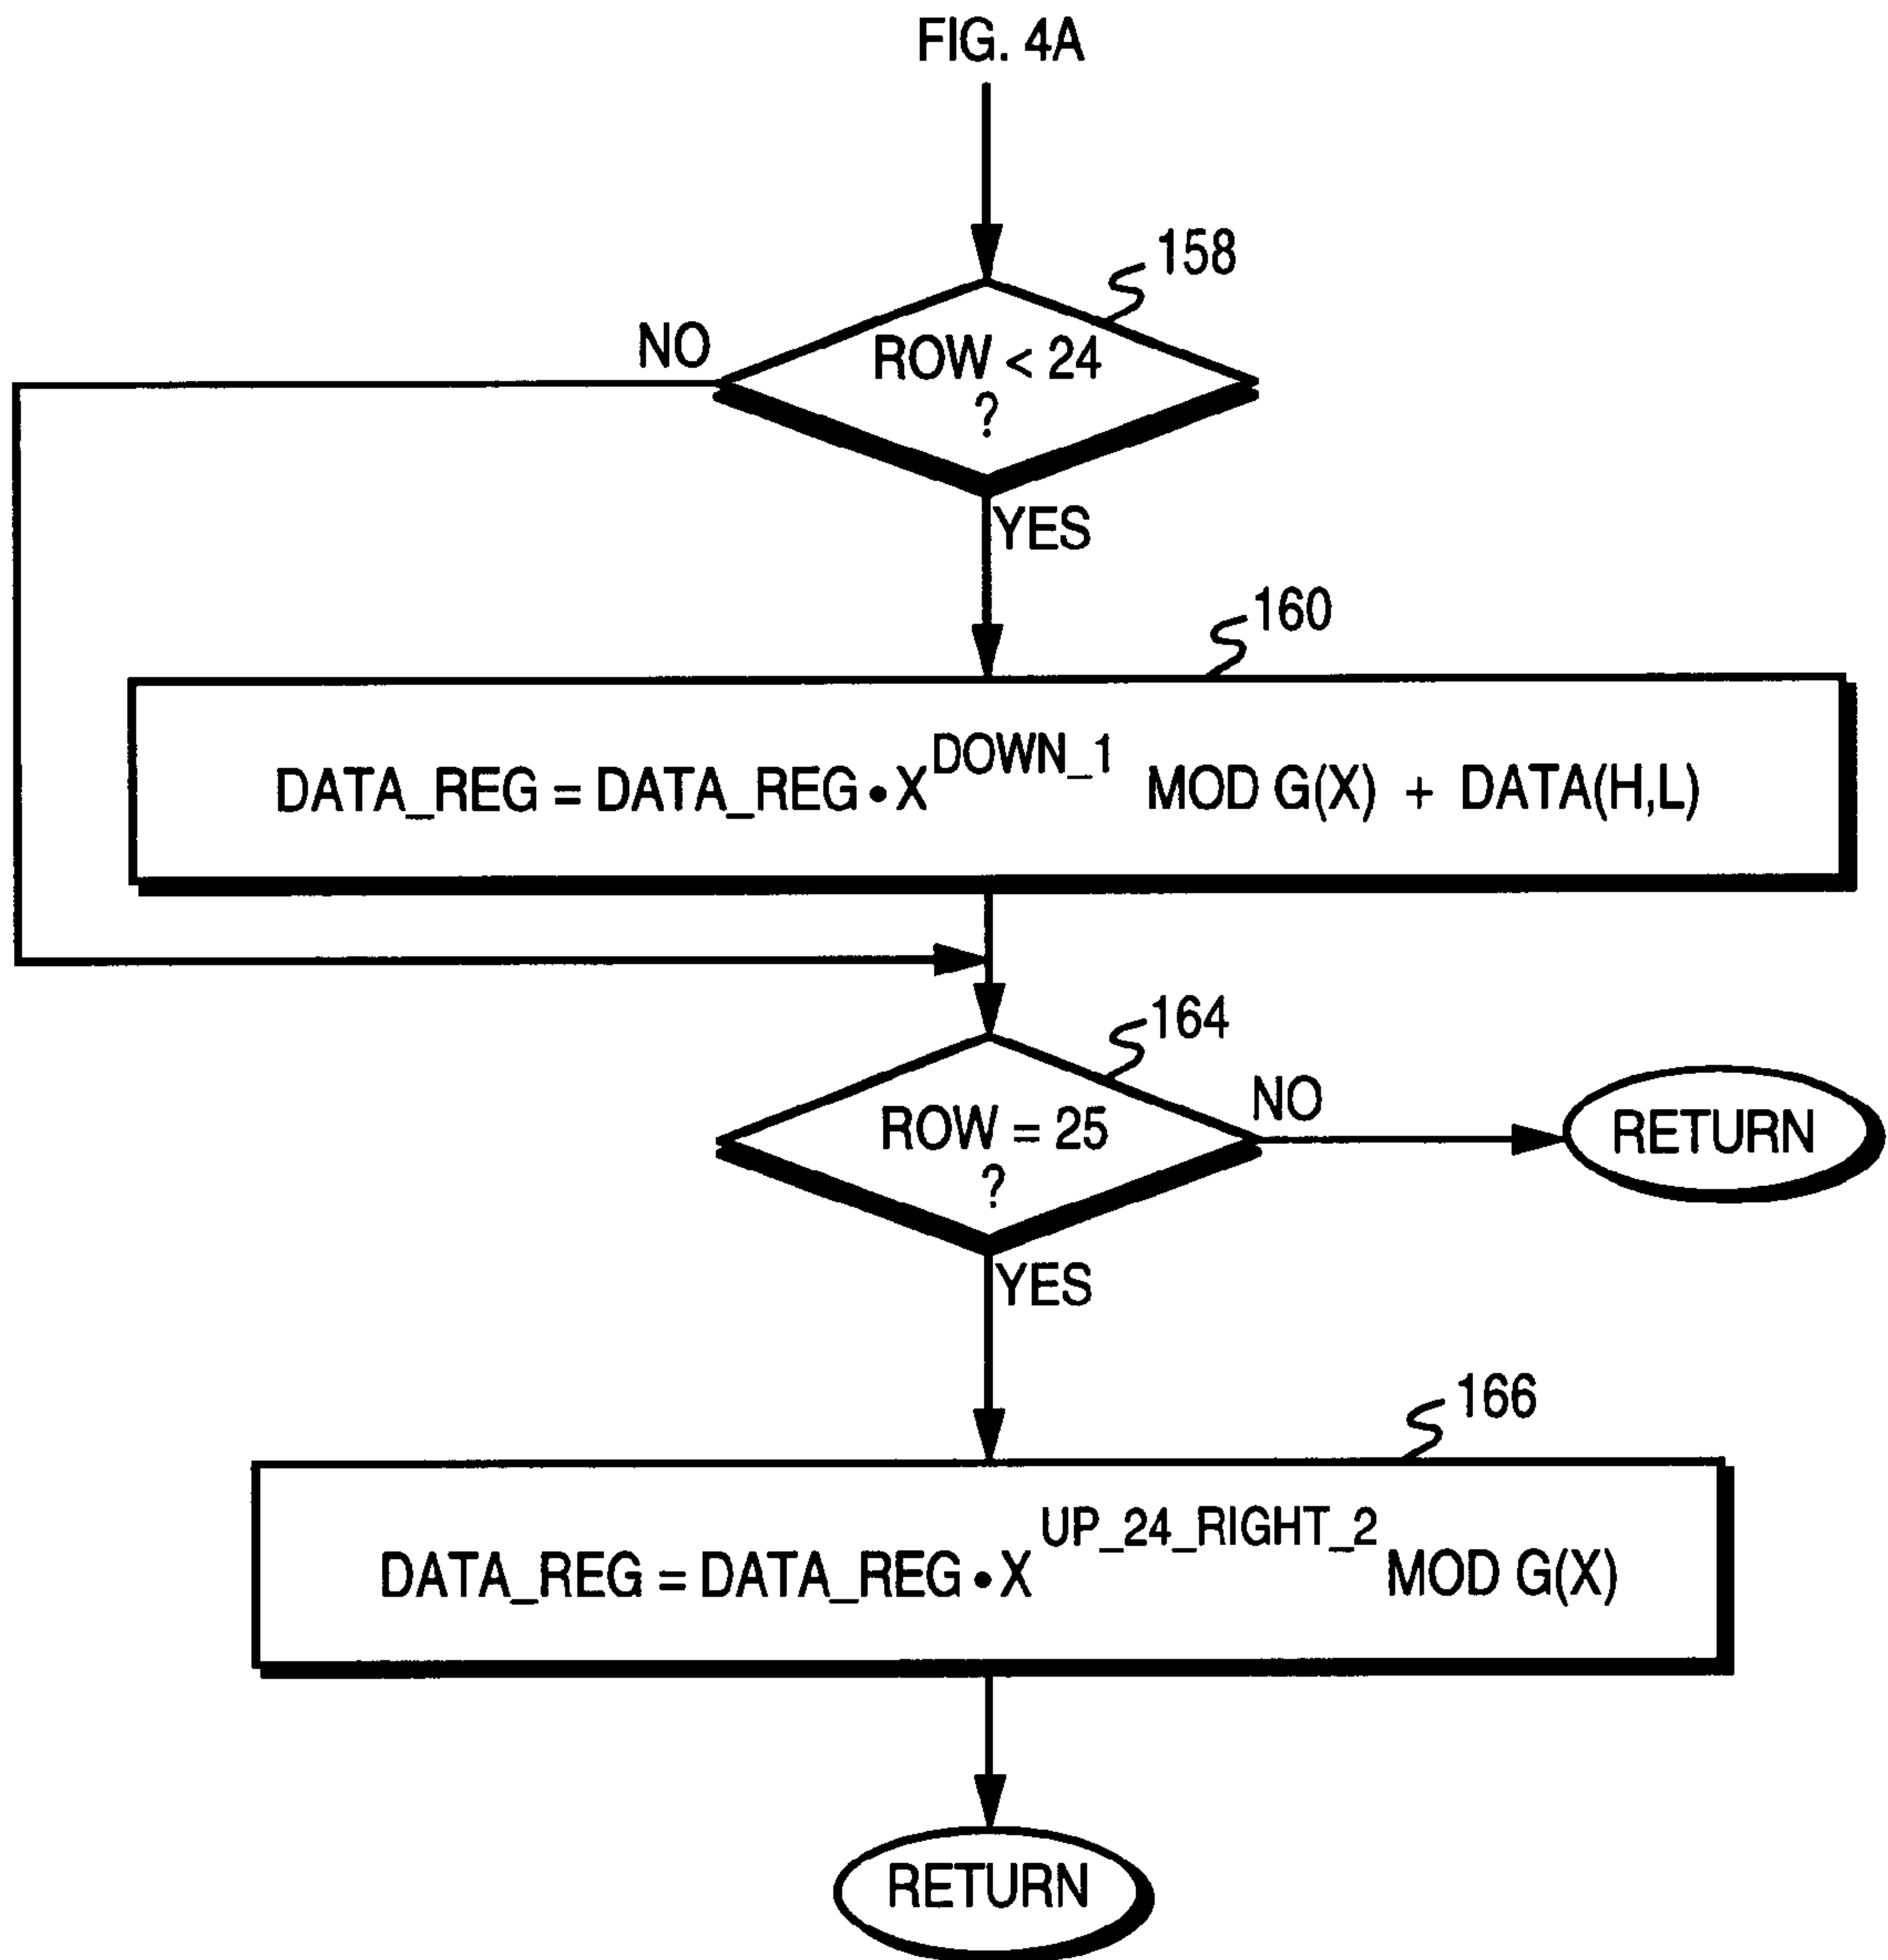 FIG. 4A
158
NO
ROW < 24
?
YES
160
DATA_REG = DATA_REG • X^DOWN_1 MOD G(X) + DATA(H,L)
164
NO
ROW = 25
?
RETURN
YES
166
DATA_REG = DATA_REG • X^UP_24_RIGHT_2 MOD G(X)
RETURN